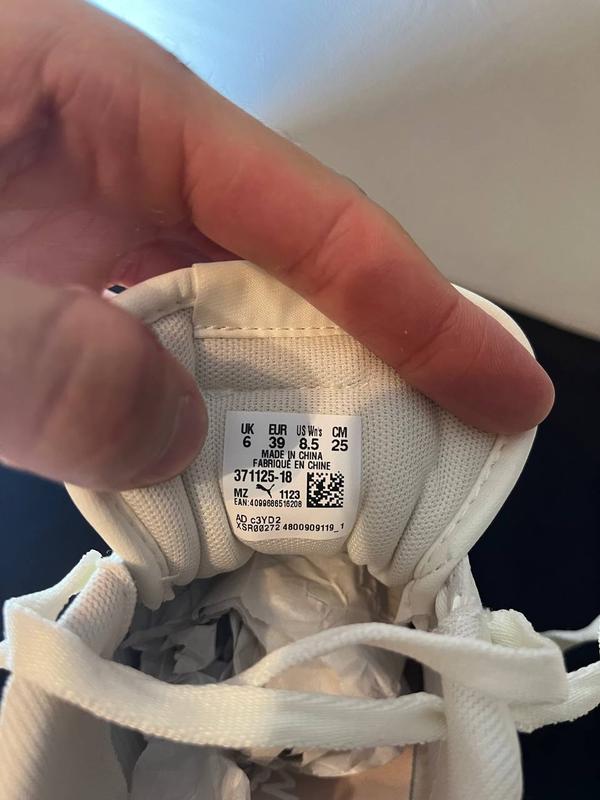 UK EUR US Wn's CM
6 39 8.5 25
MADE IN CHINA
FABRIQUÉ EN CHINE
371125-18
MZ 1123
EAN:4099686516208
AD c3YD2
XSR00272 4800909119_1